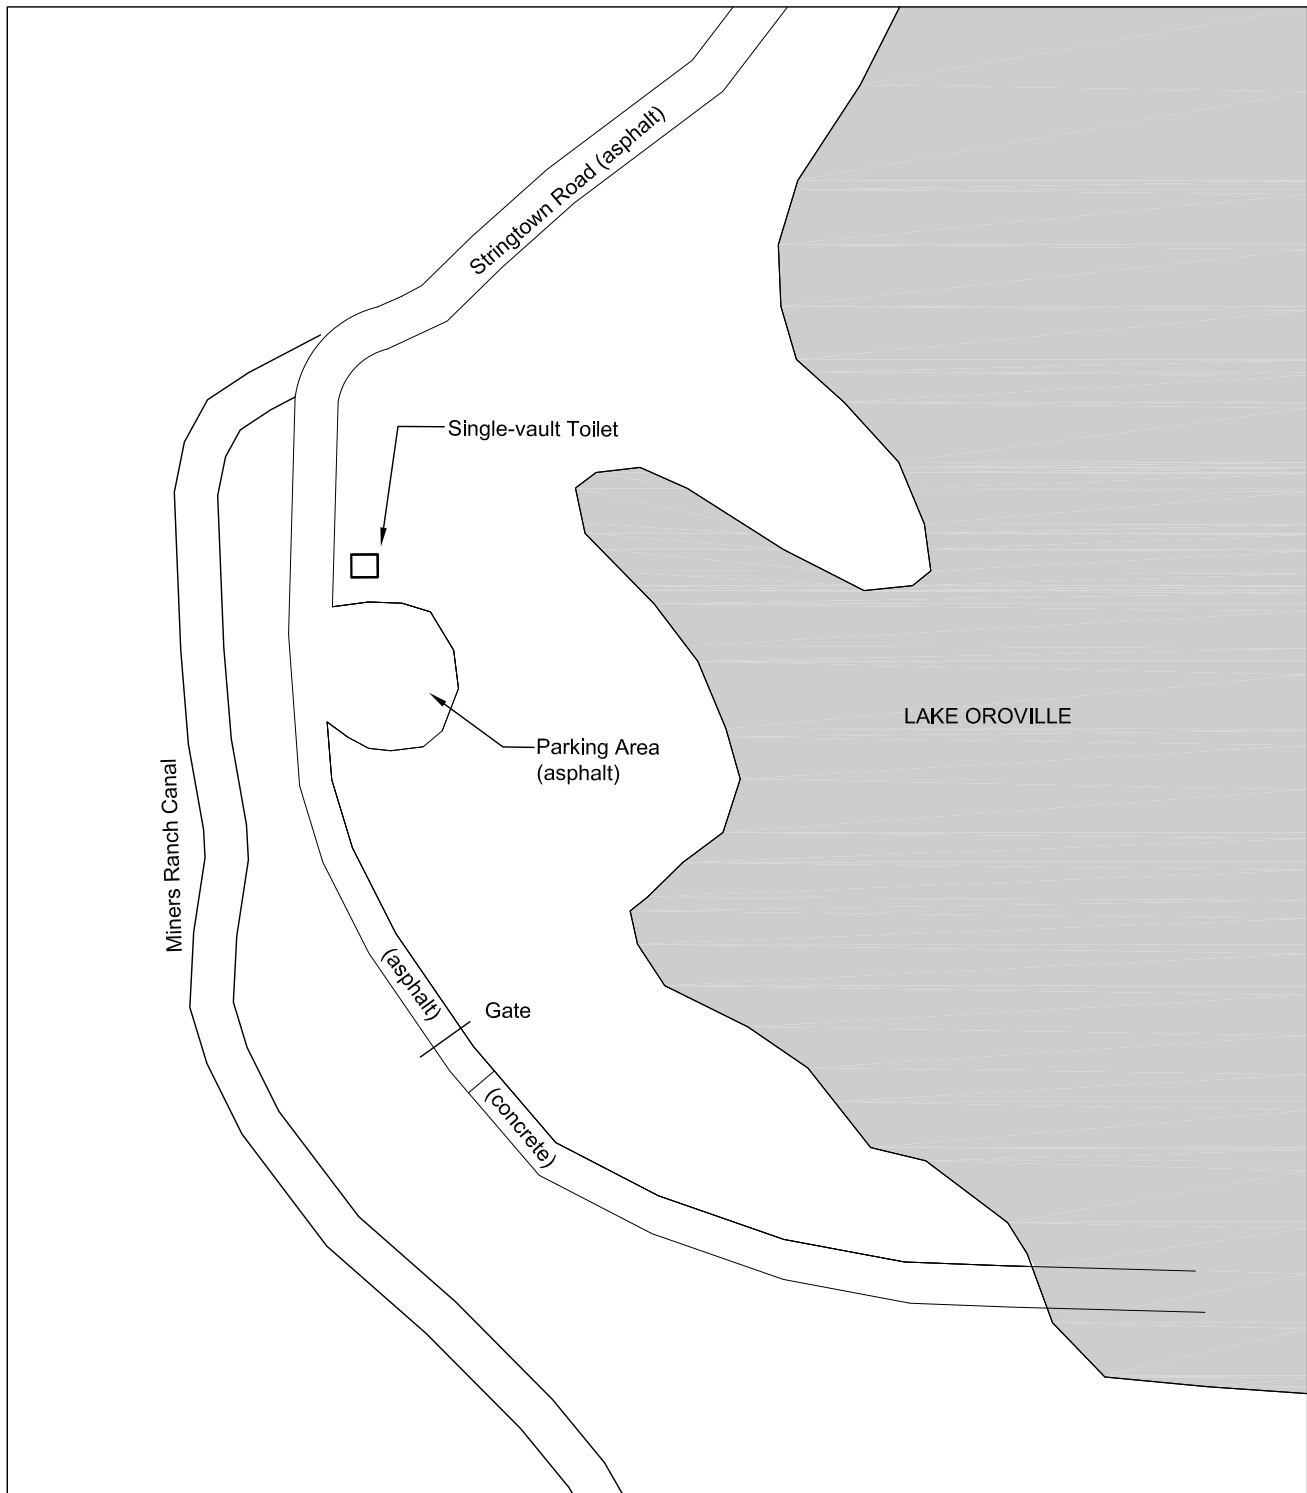 Stringtown Road (asphalt)
Single-vault Toilet
LAKE OROVILLE
Parking Area
(asphalt)
Miners Ranch Canal
(asphalt)
Gate
(concrete)